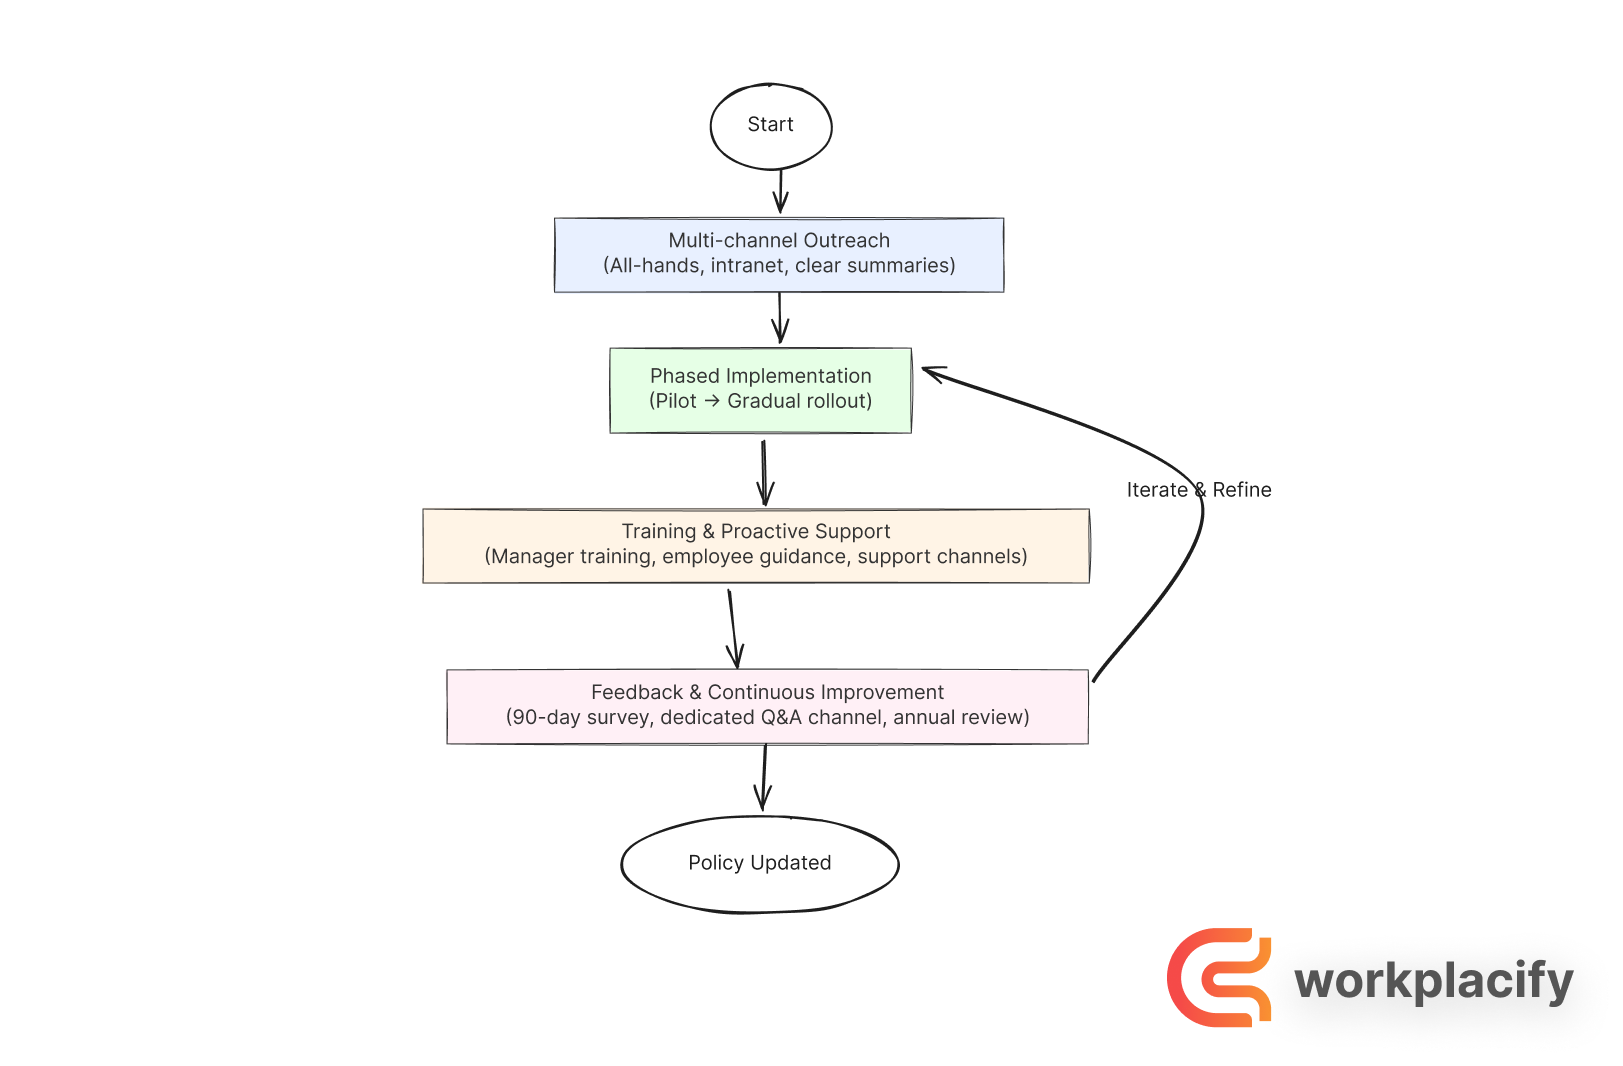 Start
Multi-channel Outreach
(All-hands, intranet, clear summaries)
Phased Implementation
(Pilot → Gradual rollout)
Iterate & Refine
Training & Proactive Support
(Manager training, employee guidance, support channels)
Feedback & Continuous Improvement
(90-day survey, dedicated Q&A channel, annual review)
Policy Updated
workplacify